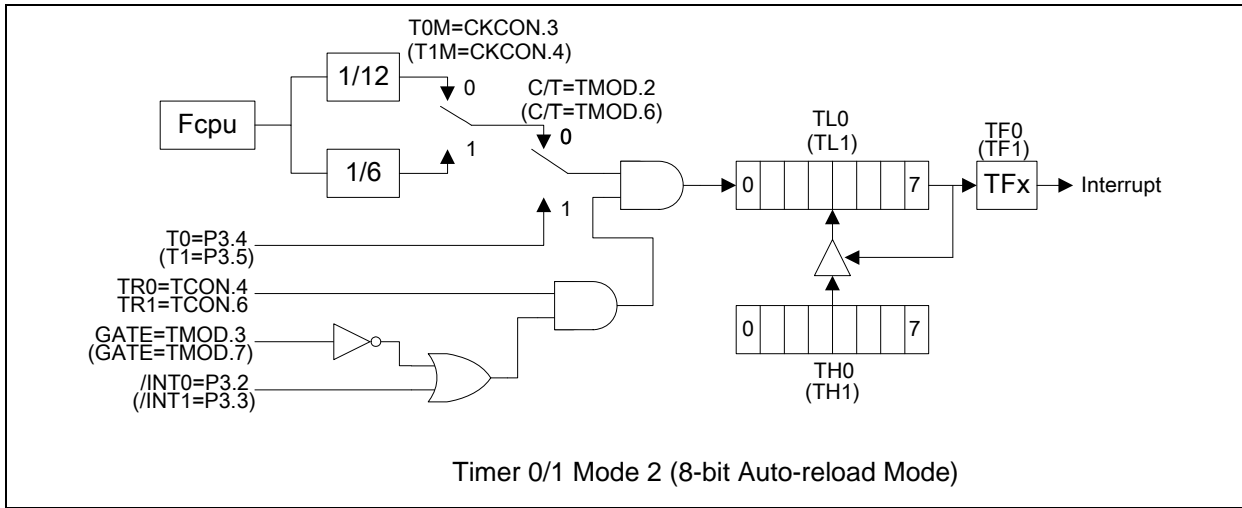 T0M=CKCON.3
(T1M=CKCON.4)
1/12
0
C/T=TMOD.2
(C/T=TMOD.6)
Fcpu
0
1
1/6
TL0
(TL1)
TF0
(TF1)
0
7
TFx
Interrupt
1
T0=P3.4
(T1=P3.5)
TR0=TCON.4
TR1=TCON.6
GATE=TMOD.3
(GATE=TMOD.7)
0
7
/INT0=P3.2
(/INT1=P3.3)
TH0
(TH1)
Timer 0/1 Mode 2 (8-bit Auto-reload Mode)